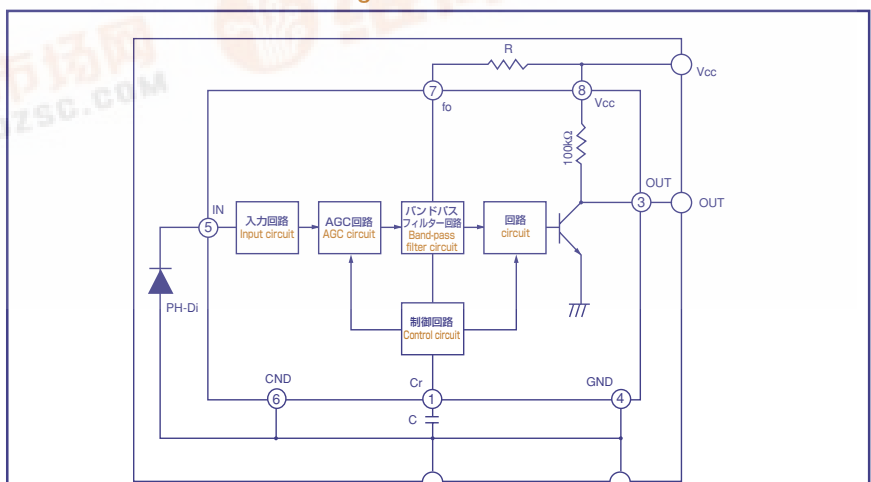 R
Vcc
7
fo
8
Vcc
100kΩ
OUT
3
OUT
IN
5
入力回路
Input circuit
AGC回路
AGC circuit
バンドパス
フィルター回路
Band-pass
filter circuit
回路
circuit
PH-Di
制御回路
Control circuit
CND
6
Cr
1
GND
4
C